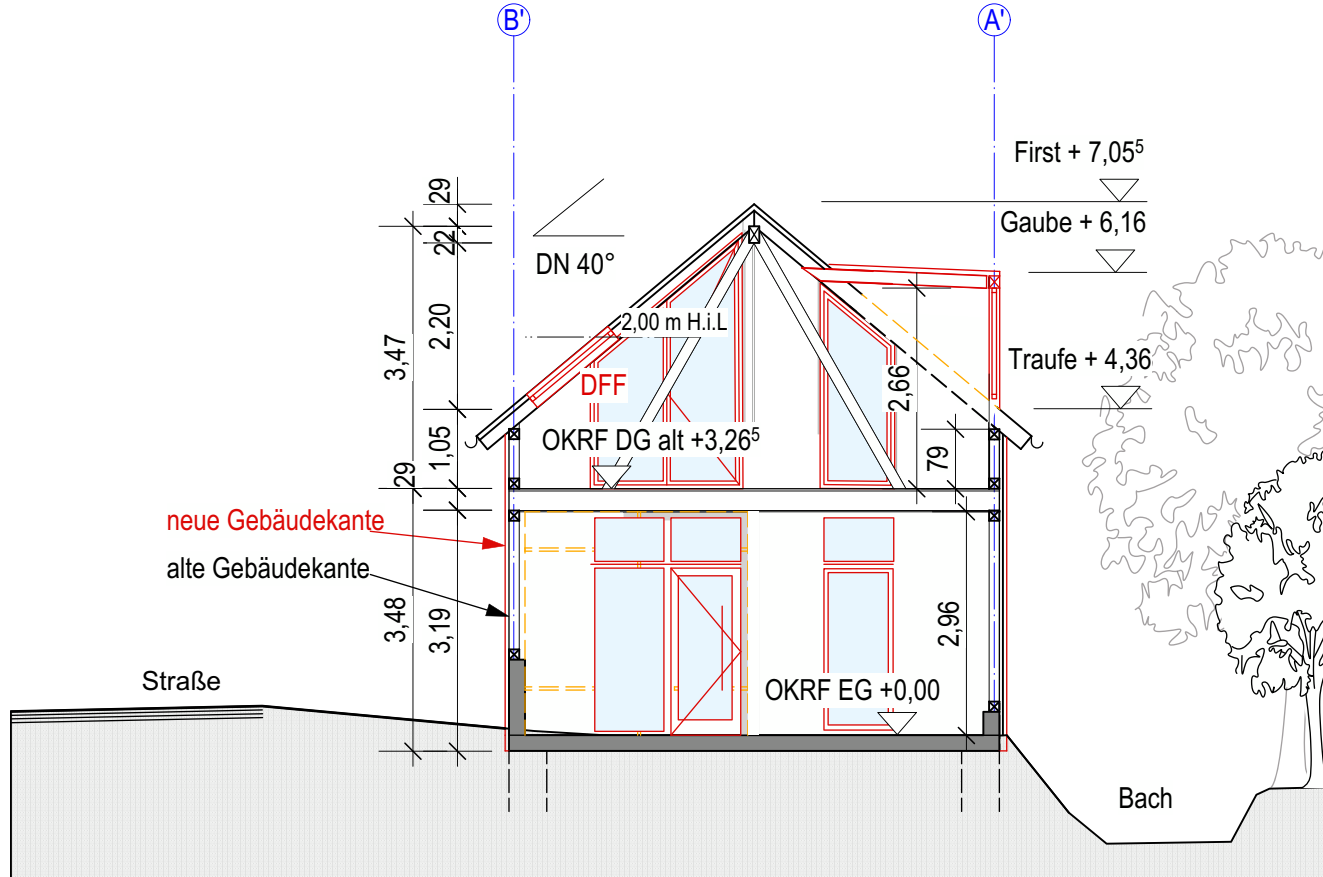 B'
A'
First + 7,05⁵
29
Gaube + 6,16
22
DN 40°
2,00 m H.i.L
2,20
3,47
Traufe + 4,36
DFF
2,66
OKRF DG alt +3,26⁵
1,05
79
29
neue Gebäudekante
alte Gebäudekante
3,48
3,19
2,96
Straße
OKRF EG +0,00
Bach